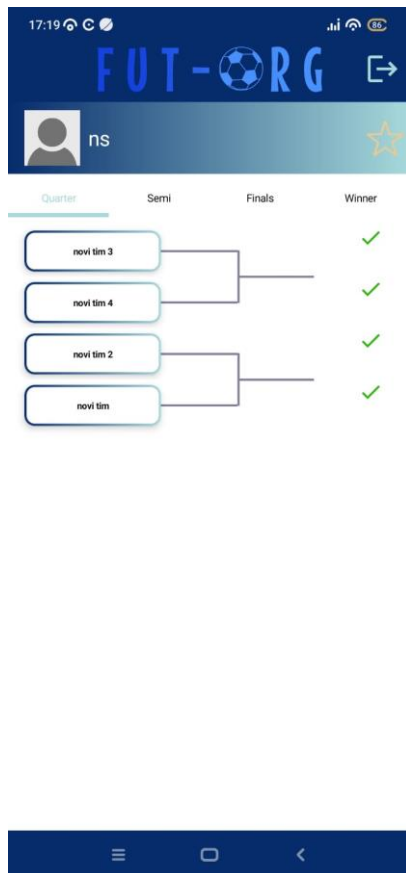 17:19 86
FUT-ORG
ns
Quarter Semi Finals Winner
novi tim 3
novi tim 4
novi tim 2
novi tim